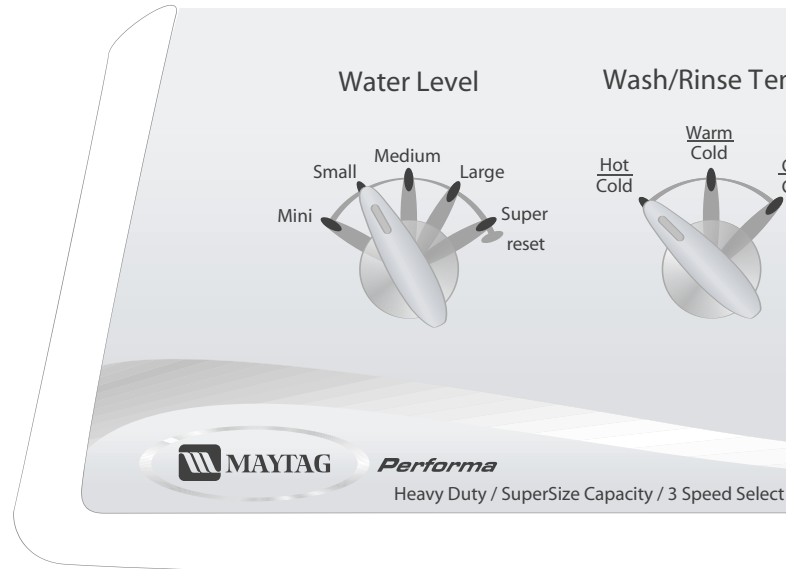 Water Level
Wash/Rinse Ter
Mini
Small
Medium
Large
Super
reset
Hot
Cold
Warm
Cold
MAYTAG
Performa
Heavy Duty / SuperSize Capacity / 3 Speed Select